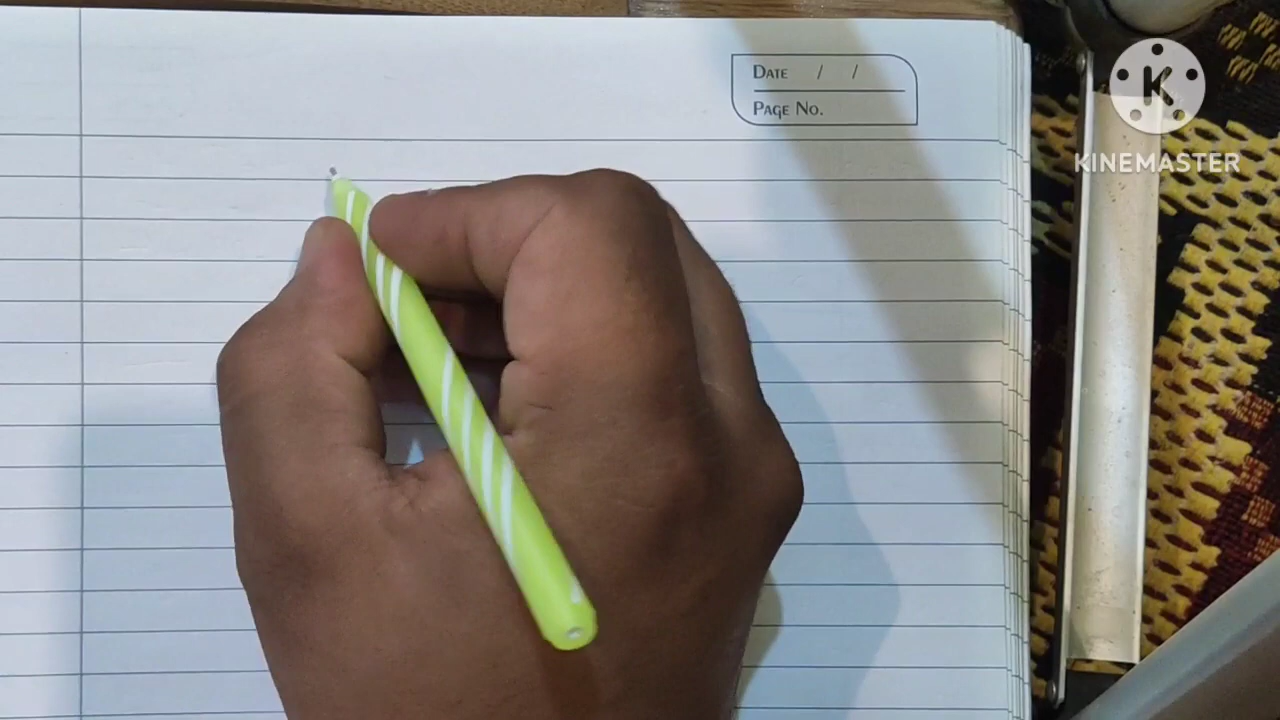 DATE / /
PAGE NO.
K
KINEMASTER